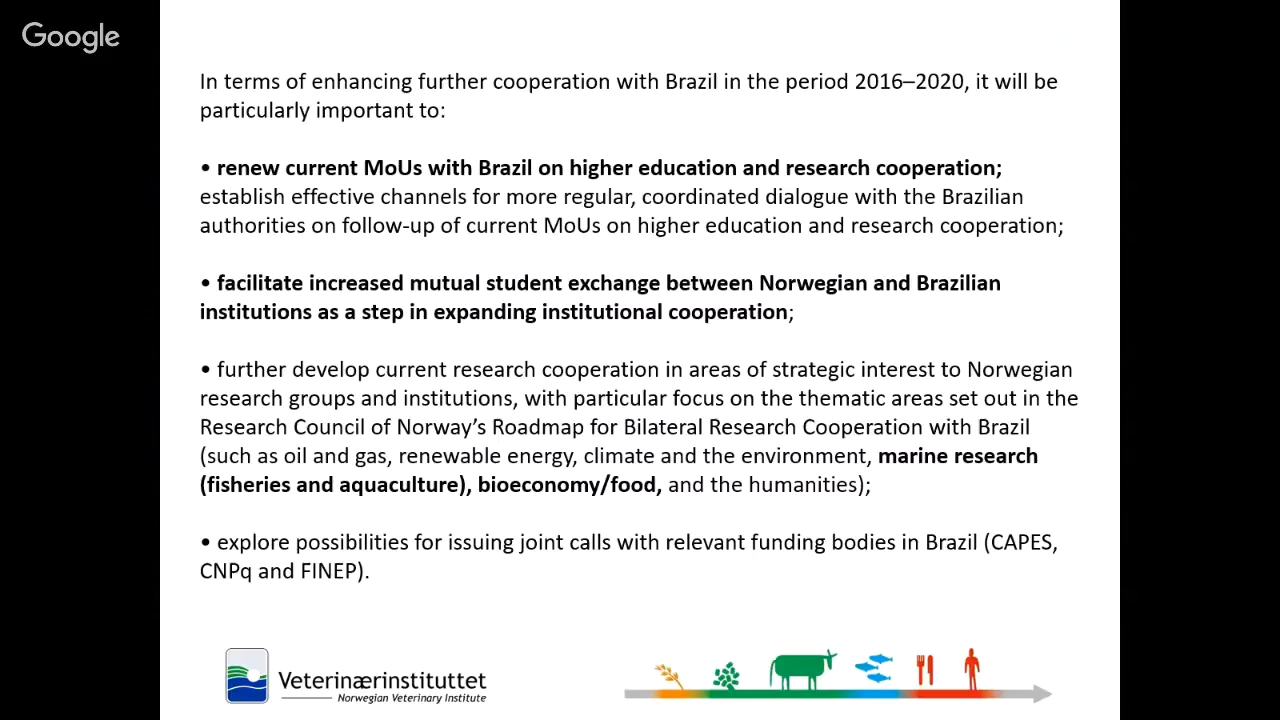 Google
In terms of enhancing further cooperation with Brazil in the period 2016–2020, it will be
particularly important to:
• renew current MoUs with Brazil on higher education and research cooperation;
establish effective channels for more regular, coordinated dialogue with the Brazilian
authorities on follow-up of current MoUs on higher education and research cooperation;
• facilitate increased mutual student exchange between Norwegian and Brazilian
institutions as a step in expanding institutional cooperation;
• further develop current research cooperation in areas of strategic interest to Norwegian
research groups and institutions, with particular focus on the thematic areas set out in the
Research Council of Norway’s Roadmap for Bilateral Research Cooperation with Brazil
(such as oil and gas, renewable energy, climate and the environment, marine research
(fisheries and aquaculture), bioeconomy/food, and the humanities);
• explore possibilities for issuing joint calls with relevant funding bodies in Brazil (CAPES,
CNPq and FINEP).
Veterinærinstituttet
Norwegian Veterinary Institute